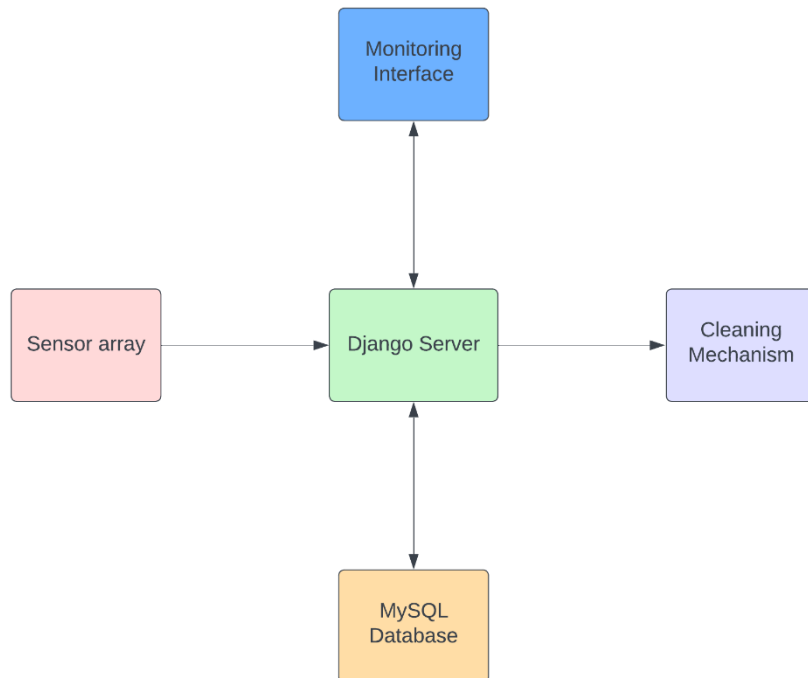 Monitoring
Interface
Sensor array
Django Server
Cleaning
Mechanism
MySQL
Database